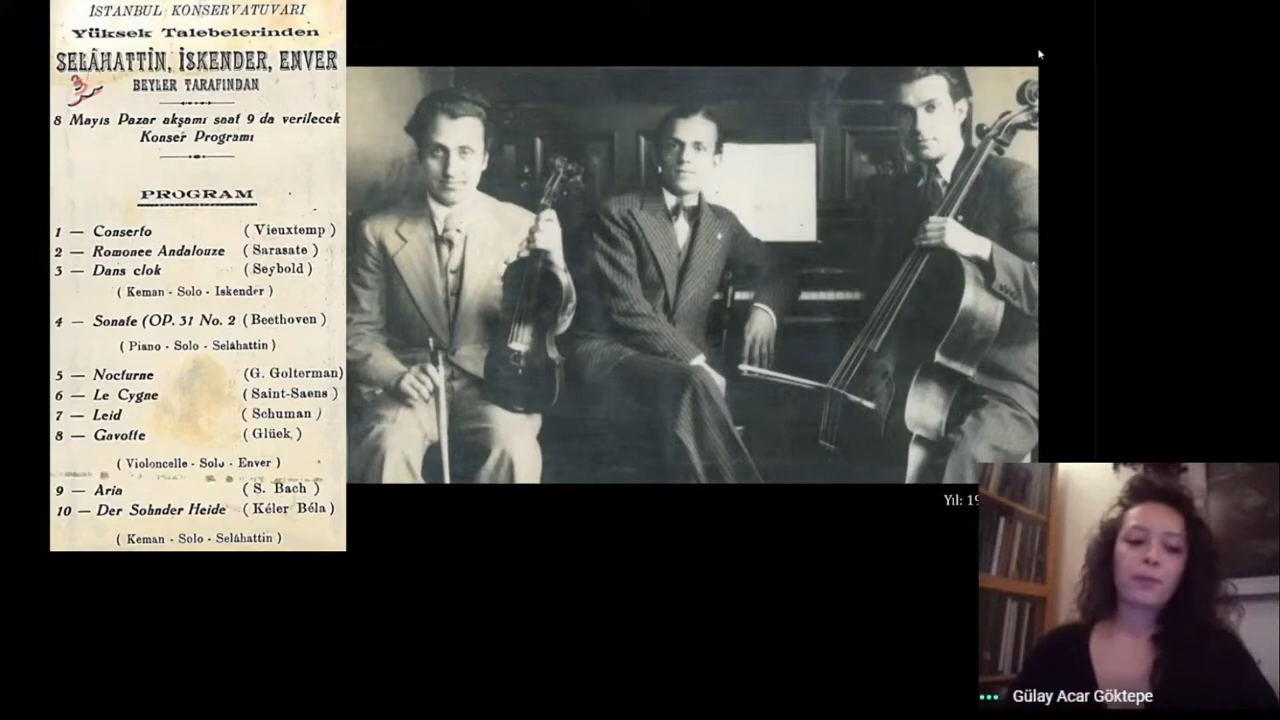 İSTANBUL KONSERVATUVARI
Yüksek Talebelerinden
SELÂHATTİN, İSKENDER, ENVER
BEYLER TARAFINDAN
8 Mayıs Pazar akşamı saat 9 da verilecek
Konser Programı
PROGRAM
1 — Conserto (Vieuxtemp)
2 — Romonce Andalouze (Sarasate)
3 — Dans clok (Seybold)
(Keman - Solo - Iskender)
4 — Sonate (OP. 31 No. 2 (Beethoven)
(Piano - Solo - Selâhattin)
5 — Nocturne (G. Golterman)
6 — Le Cygne (Saint-Saens)
7 — Leid (Schuman)
8 — Gavotte (Glüek)
(Violoncelle - Solo - Enver)
9 — Aria (S. Bach)
10 — Der Sohnder Heide (Kéler Béla)
(Keman - Solo - Selâhattin)
Yıl: 19
Gülay Acar Göktepe